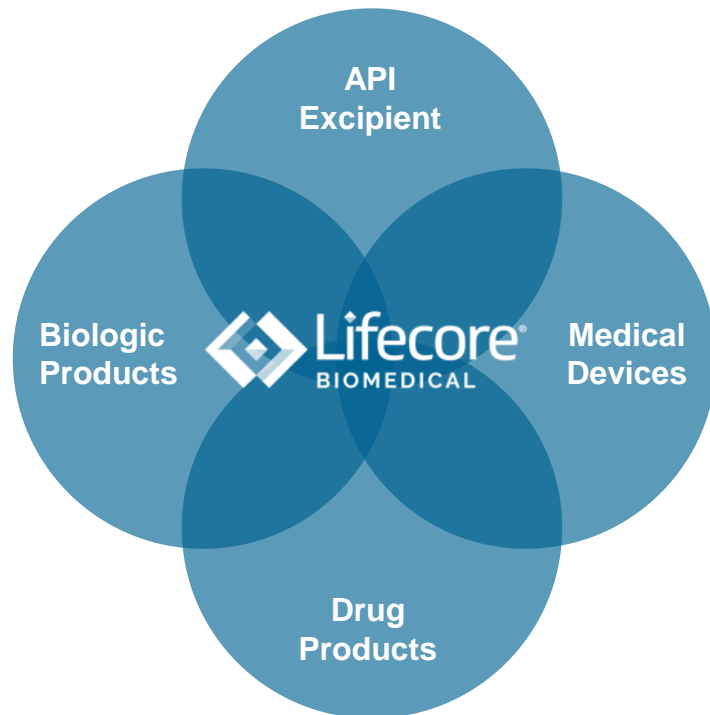 API
Excipient
Biologic
Products
Lifecore®
BIOMEDICAL
Medical
Devices
Drug
Products